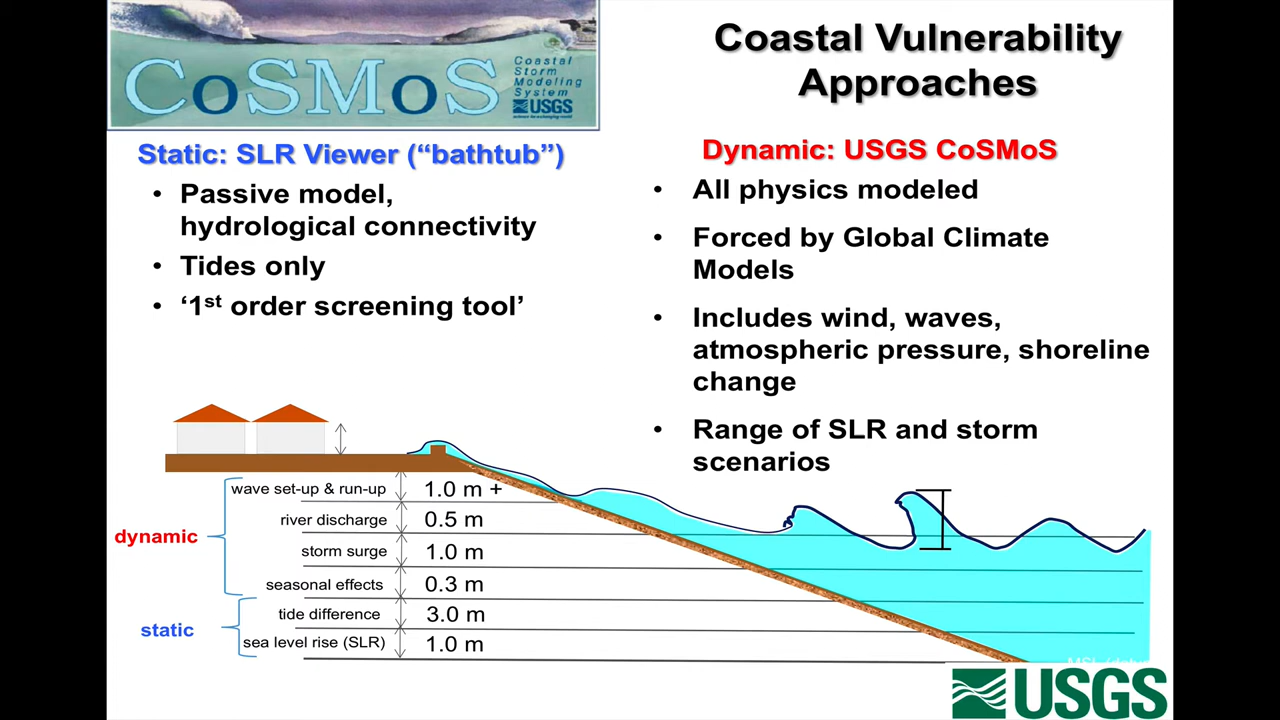 CoSMoS
Coastal
Storm
Modeling
System
USGS
science for a changing world
Coastal Vulnerability
Approaches
Static: SLR Viewer (“bathtub”)
• Passive model,
hydrological connectivity
• Tides only
• ‘1st order screening tool’
Dynamic: USGS CoSMoS
• All physics modeled
• Forced by Global Climate
Models
• Includes wind, waves,
atmospheric pressure, shoreline
change
• Range of SLR and storm
scenarios
dynamic
wave set-up & run-up 1.0 m +
river discharge 0.5 m
storm surge 1.0 m
seasonal effects 0.3 m
static
tide difference 3.0 m
sea level rise (SLR) 1.0 m
USGS